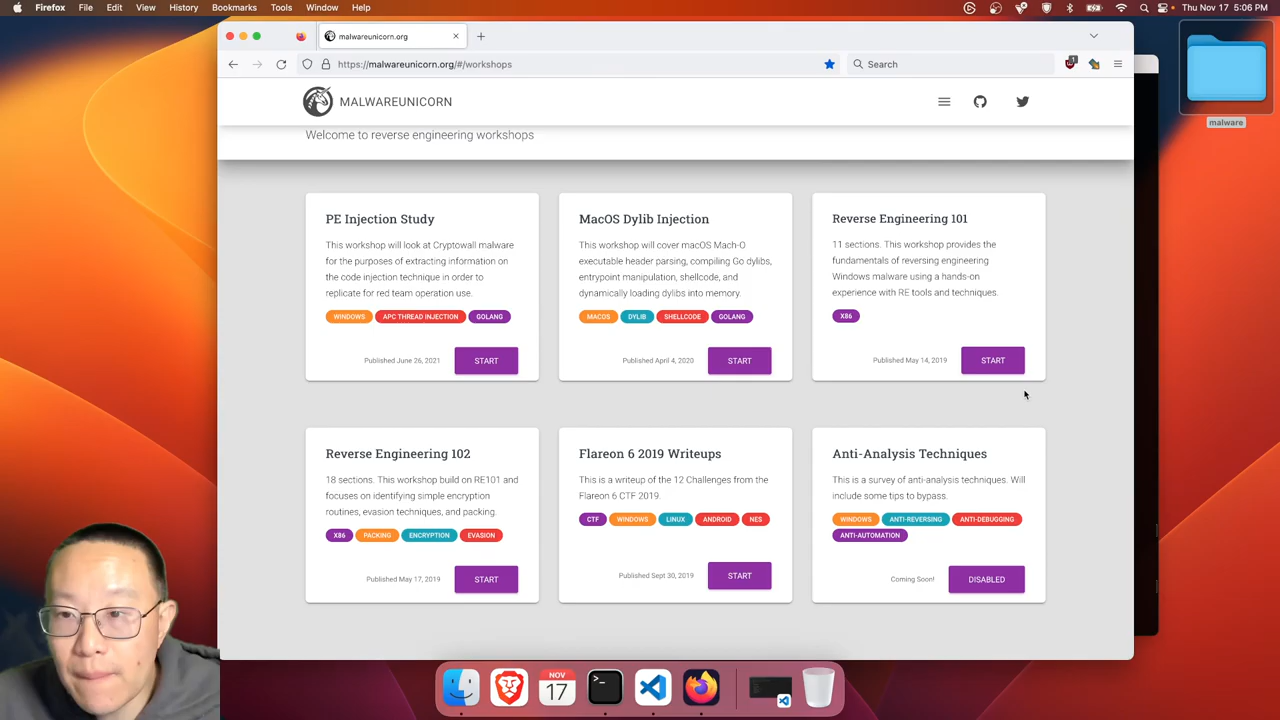 Firefox File Edit View History Bookmarks Tools Window Help Thu Nov 17 5:06 PM
malwareunicorn.org
https://malwareunicorn.org/#/workshops Search 1
malware
MALWAREUNICORN
Welcome to reverse engineering workshops
PE Injection Study
This workshop will look at Cryptowall malware
for the purposes of extracting information on
the code injection technique in order to
replicate for red team operation use.
WINDOWS APC THREAD INJECTION GOLANG
Published June 26, 2021 START
MacOS Dylib Injection
This workshop will cover macOS Mach-O
executable header parsing, compiling Go dylibs,
entrypoint manipulation, shellcode, and
dynamically loading dylibs into memory.
MACOS DYLIB SHELLCODE GOLANG
Published April 4, 2020 START
Reverse Engineering 101
11 sections. This workshop provides the
fundamentals of reversing engineering
Windows malware using a hands-on
experience with RE tools and techniques.
X86
Published May 14, 2019 START
Reverse Engineering 102
18 sections. This workshop build on RE101 and
focuses on identifying simple encryption
routines, evasion techniques, and packing.
X86 PACKING ENCRYPTION EVASION
Published May 17, 2019 START
Flareon 6 2019 Writeups
This is a writeup of the 12 Challenges from the
Flareon 6 CTF 2019.
CTF WINDOWS LINUX ANDROID NES
Published Sept 30, 2019 START
Anti-Analysis Techniques
This is a survey of anti-analysis techniques. Will
include some tips to bypass.
WINDOWS ANTI-REVERSING ANTI-DEBUGGING
ANTI-AUTOMATION
Coming Soon! DISABLED
NOV
17